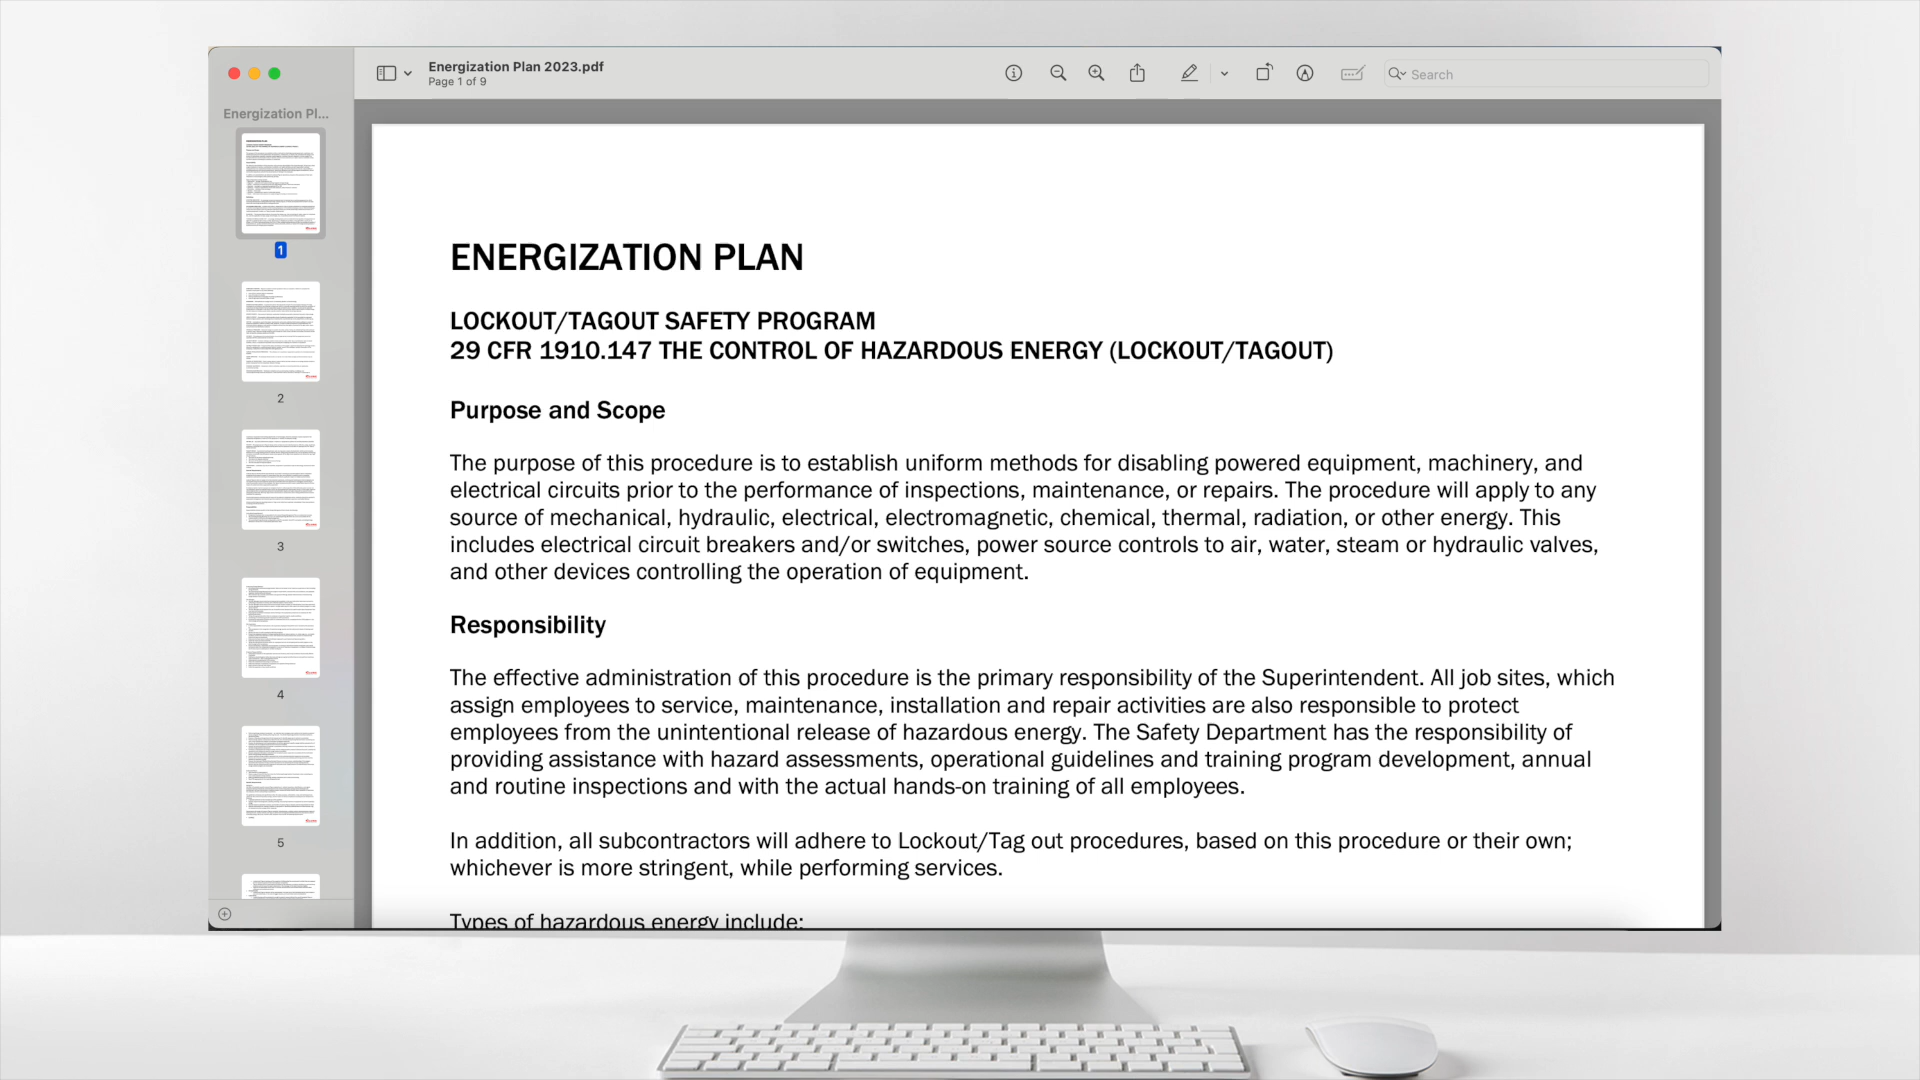 Energization Plan 2023.pdf
Page 1 of 9
Search
Energization Pl...
1
2
3
4
5
ENERGIZATION PLAN
LOCKOUT/TAGOUT SAFETY PROGRAM
29 CFR 1910.147 THE CONTROL OF HAZARDOUS ENERGY (LOCKOUT/TAGOUT)
Purpose and Scope
The purpose of this procedure is to establish uniform methods for disabling powered equipment, machinery, and
electrical circuits prior to the performance of inspections, maintenance, or repairs. The procedure will apply to any
source of mechanical, hydraulic, electrical, electromagnetic, chemical, thermal, radiation, or other energy. This
includes electrical circuit breakers and/or switches, power source controls to air, water, steam or hydraulic valves,
and other devices controlling the operation of equipment.
Responsibility
The effective administration of this procedure is the primary responsibility of the Superintendent. All job sites, which
assign employees to service, maintenance, installation and repair activities are also responsible to protect
employees from the unintentional release of hazardous energy. The Safety Department has the responsibility of
providing assistance with hazard assessments, operational guidelines and training program development, annual
and routine inspections and with the actual hands-on training of all employees.
In addition, all subcontractors will adhere to Lockout/Tag out procedures, based on this procedure or their own;
whichever is more stringent, while performing services.
Types of hazardous energy include: